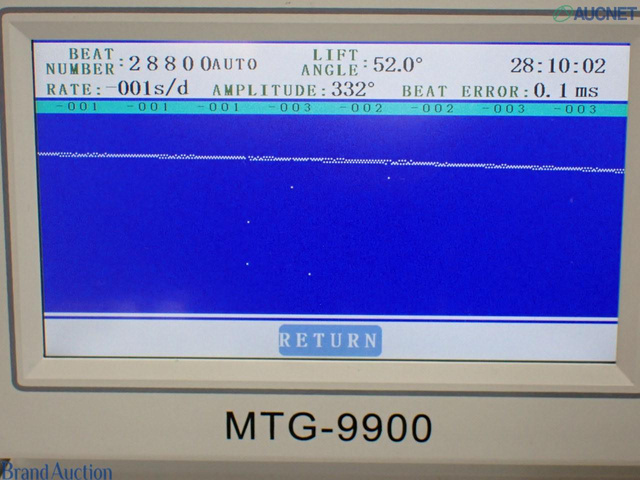 AUCNET
BEAT NUMBER:28800AUTO LIFT ANGLE:52.0° 28:10:02
RATE:-001s/d AMPLITUDE:332° BEAT ERROR:0.1ms
-001 -001 -001 -003 -002 -002 -003 -003
RETURN
MTG-9900
BrandAuction